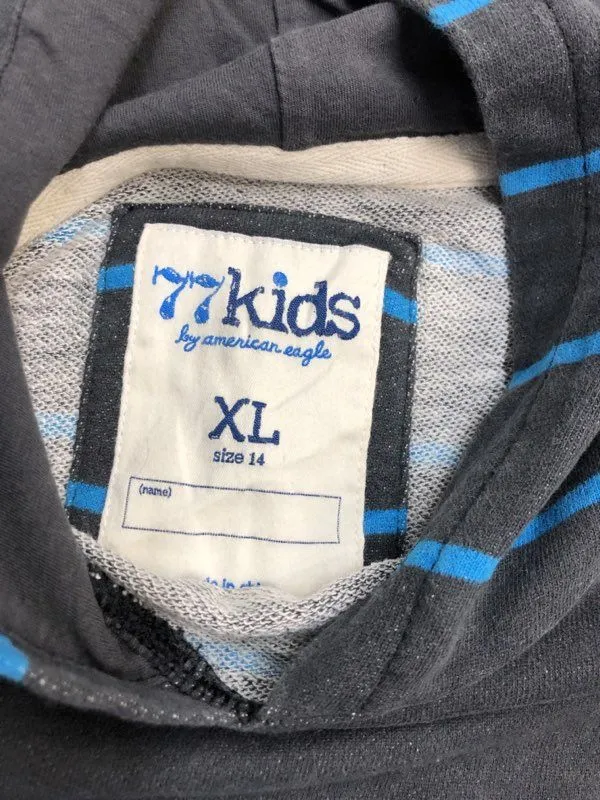 77kids
by american eagle
XL
size 14
(name)